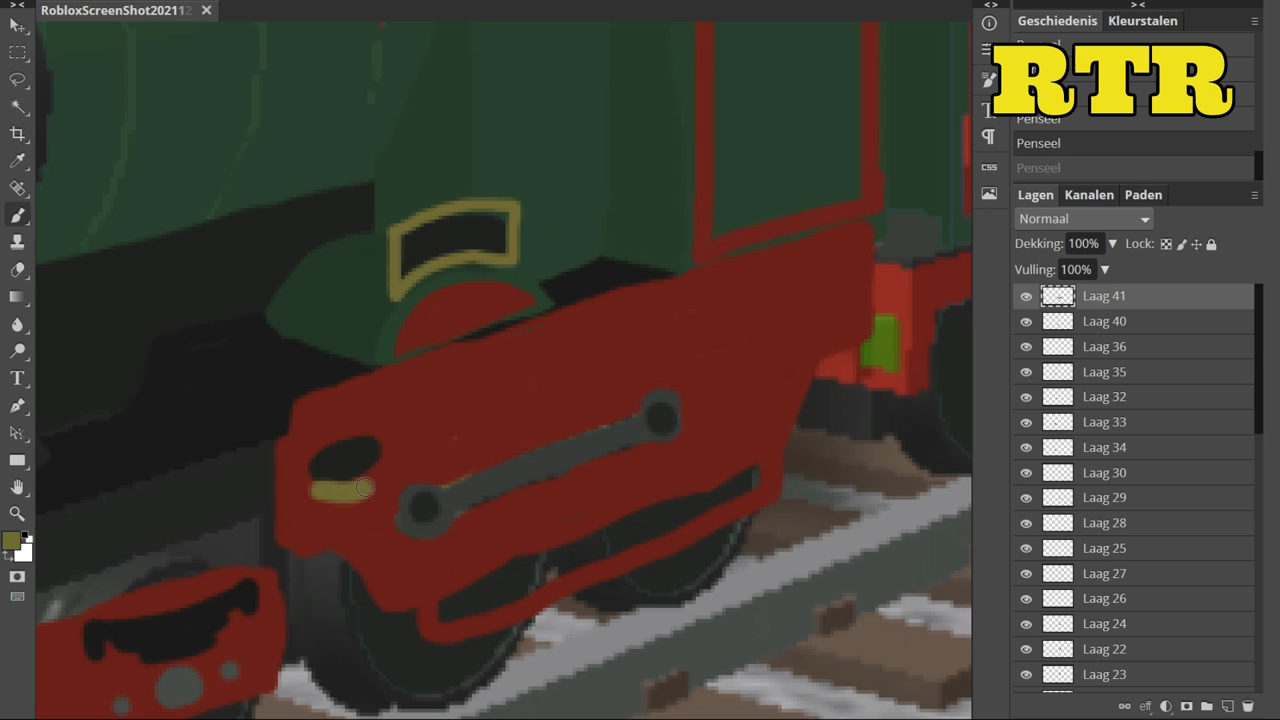 RobloxScreenShot202112
Geschiedenis Kleurstalen
RTR
Penseel
Penseel
Penseel
Lagen Kanalen Paden
Normaal
Dekking: 100% Lock:
Vulling: 100%
Laag 41
Laag 40
Laag 36
Laag 35
Laag 32
Laag 33
Laag 34
Laag 30
Laag 29
Laag 28
Laag 25
Laag 27
Laag 26
Laag 24
Laag 22
Laag 23
CSS
eff